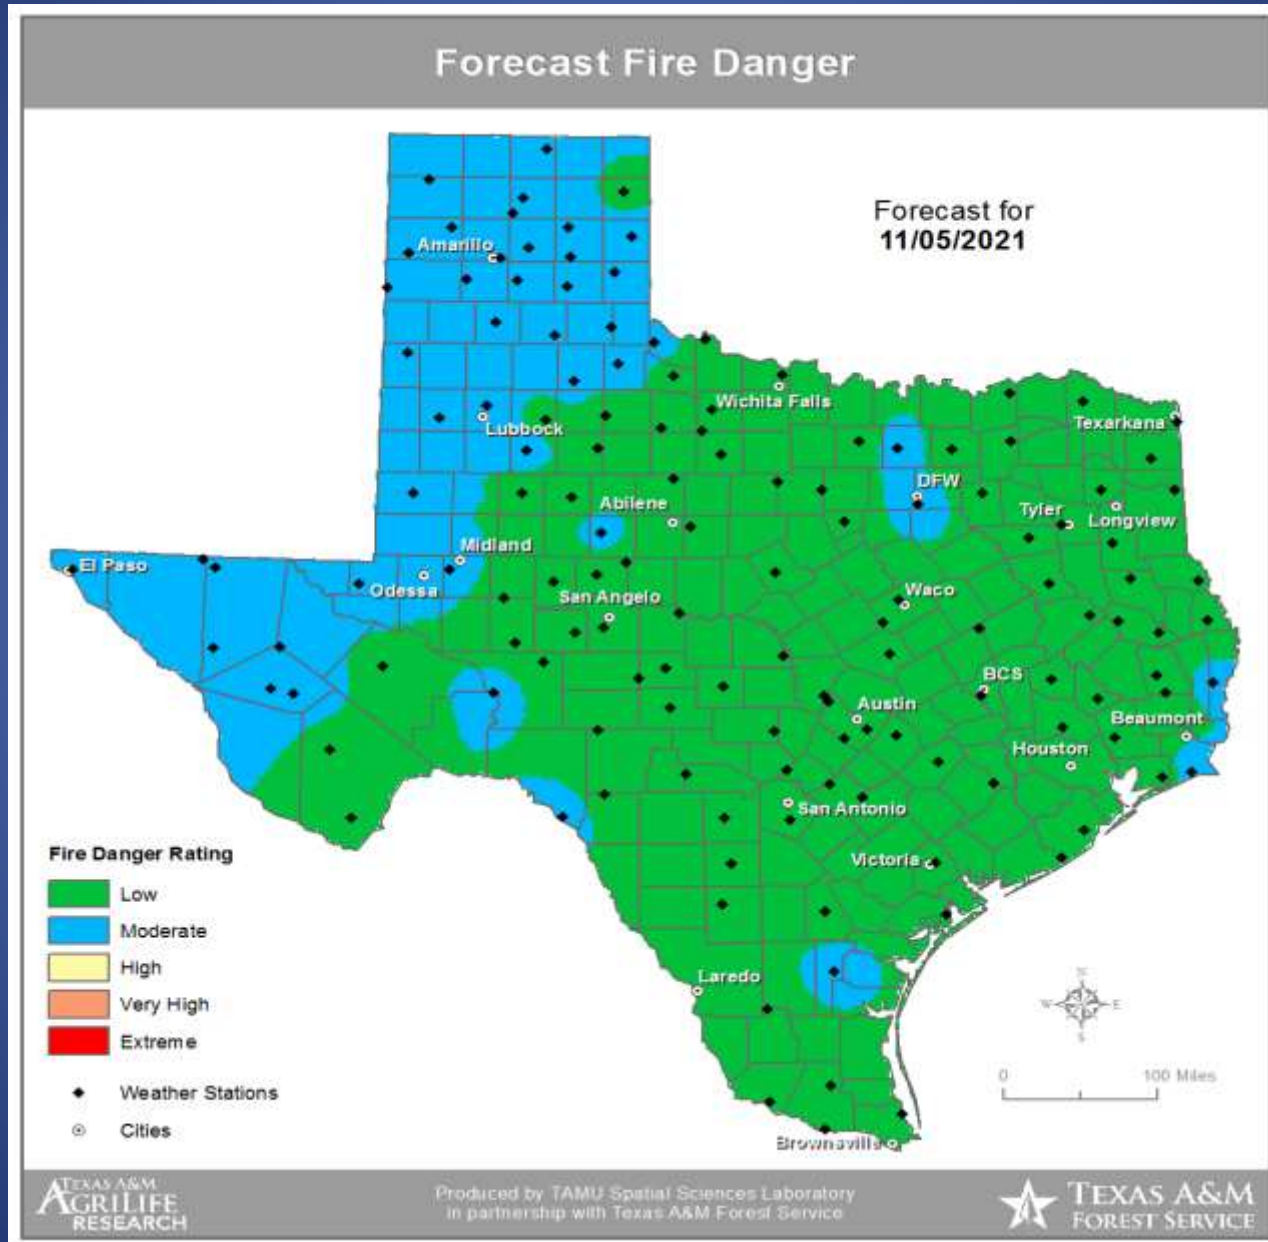 Forecast Fire Danger
Forecast for
11/05/2021
Amarillo
Wichita Falls
Lubbock
Texarkana
DFW
Abilene
Tyler
Longview
Midland
El Paso
Odessa
San Angelo
Waco
BCS
Austin
Beaumont
Houston
San Antonio
Victoria
Laredo
Brownsville
Fire Danger Rating
Low
Moderate
High
Very High
Extreme
Weather Stations
Cities
N
W E
S
0 100 Miles
TEXAS A&M
AGRILIFE
RESEARCH
Produced by TAMU Spatial Sciences Laboratory
in partnership with Texas A&M Forest Service
TEXAS A&M
FOREST SERVICE